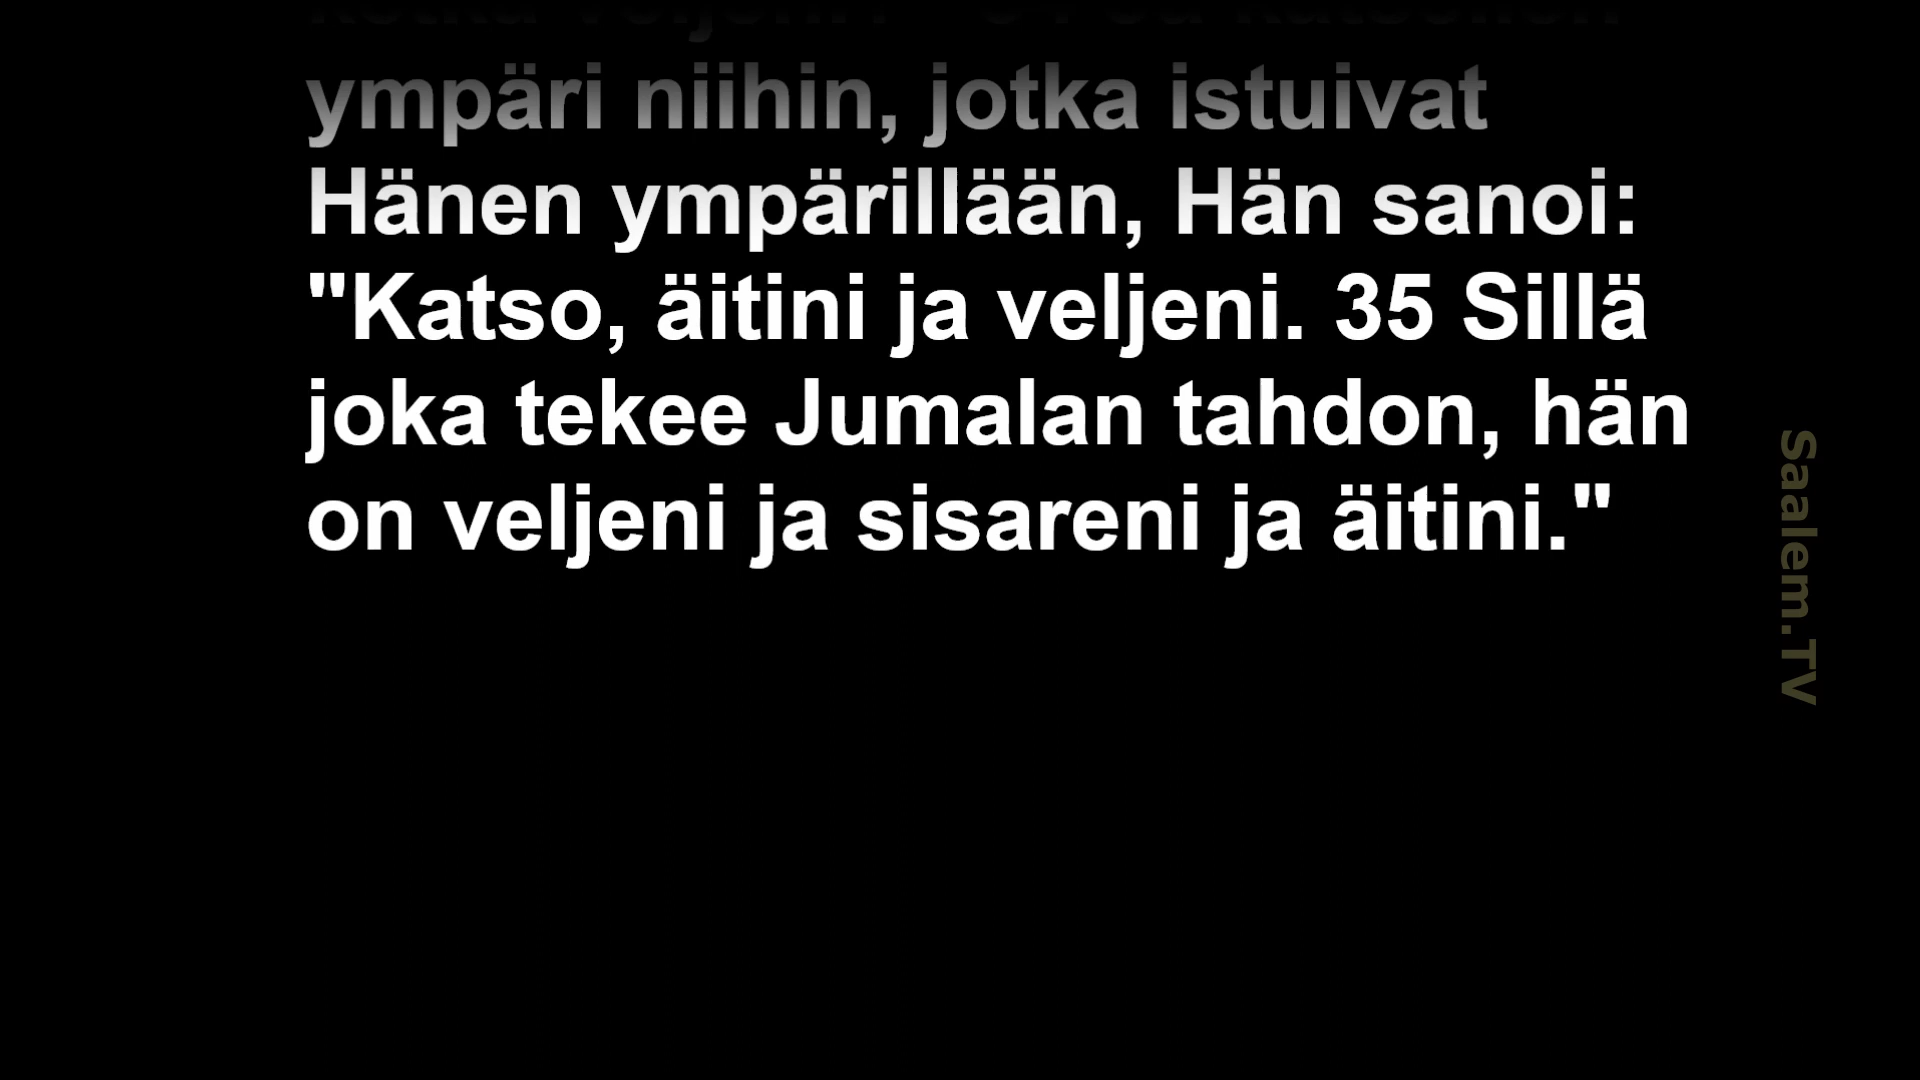 ympäri niihin, jotka istuivat
Hänen ympärillään, Hän sanoi:
"Katso, äitini ja veljeni. 35 Sillä
joka tekee Jumalan tahdon, hän
on veljeni ja sisareni ja äitini."
Saalem.TV